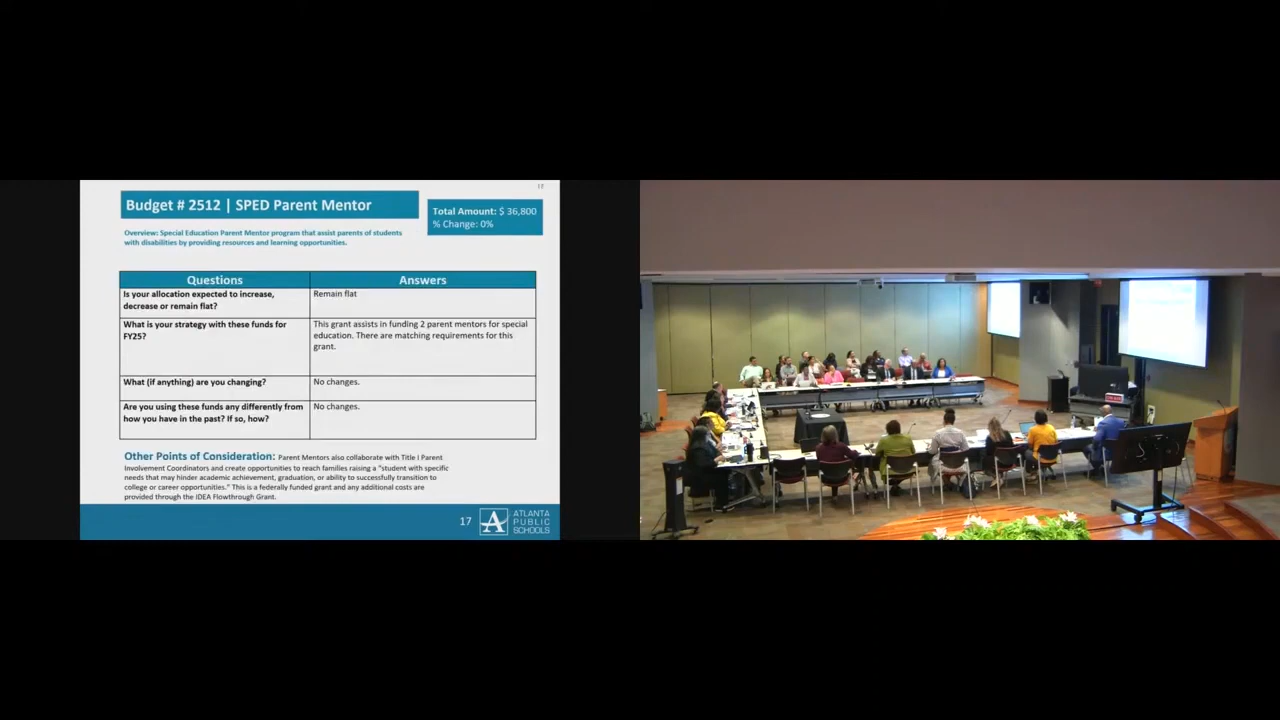 17
Budget # 2512 | SPED Parent Mentor
Total Amount: $ 36,800
% Change: 0%
Overview: Special Education Parent Mentor program that assist parents of students
with disabilities by providing resources and learning opportunities.
Questions
Answers
Is your allocation expected to increase,
decrease or remain flat?
Remain flat
What is your strategy with these funds for
FY25?
This grant assists in funding 2 parent mentors for special
education. There are matching requirements for this
grant.
What (if anything) are you changing?
No changes.
Are you using these funds any differently from
how you have in the past? If so, how?
No changes.
Other Points of Consideration: Parent Mentors also collaborate with Title I Parent
Involvement Coordinators and create opportunities to reach families raising a "student with specific
needs that may hinder academic achievement, graduation, or ability to successfully transition to
college or career opportunities." This is a federally funded grant and any additional costs are
provided through the IDEA Flowthrough Grant.
17
ATLANTA
PUBLIC
SCHOOLS